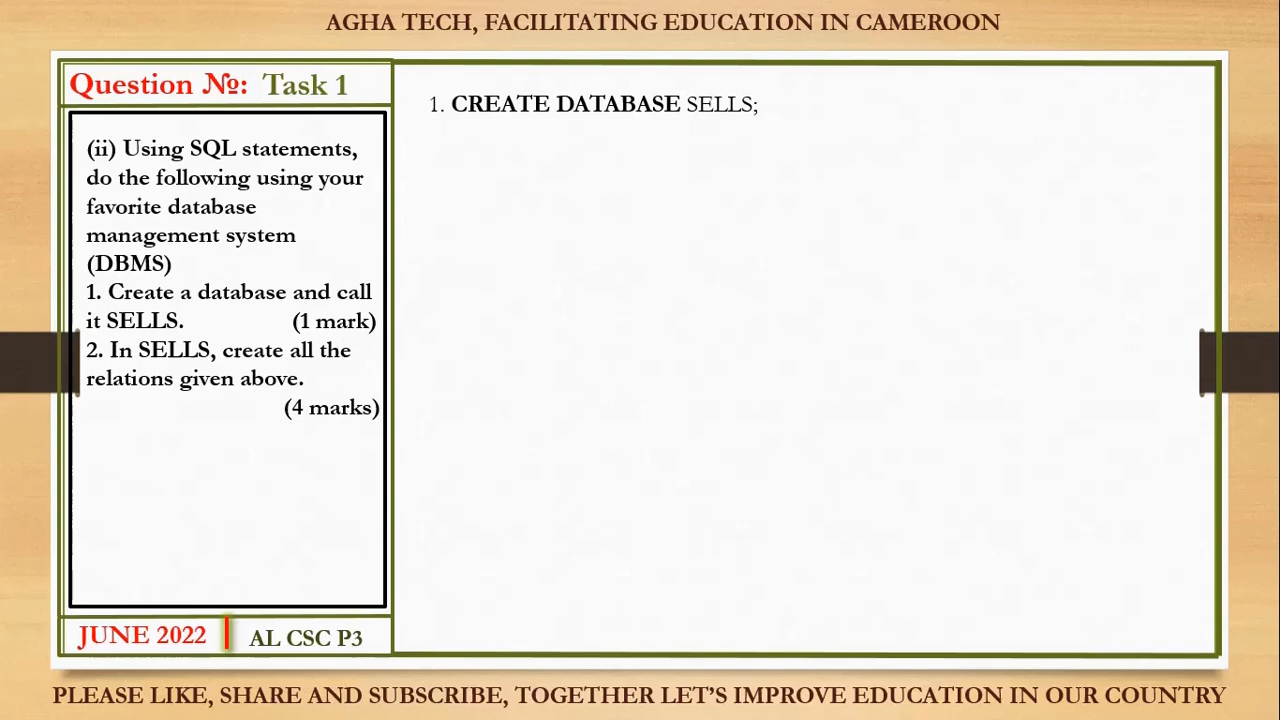 AGHA TECH, FACILITATING EDUCATION IN CAMEROON
Question №: Task 1
(ii) Using SQL statements,
do the following using your
favorite database
management system
(DBMS)
1. Create a database and call
it SELLS. (1 mark)
2. In SELLS, create all the
relations given above.
(4 marks)
1. CREATE DATABASE SELLS;
JUNE 2022 AL CSC P3
PLEASE LIKE, SHARE AND SUBSCRIBE, TOGETHER LET'S IMPROVE EDUCATION IN OUR COUNTRY